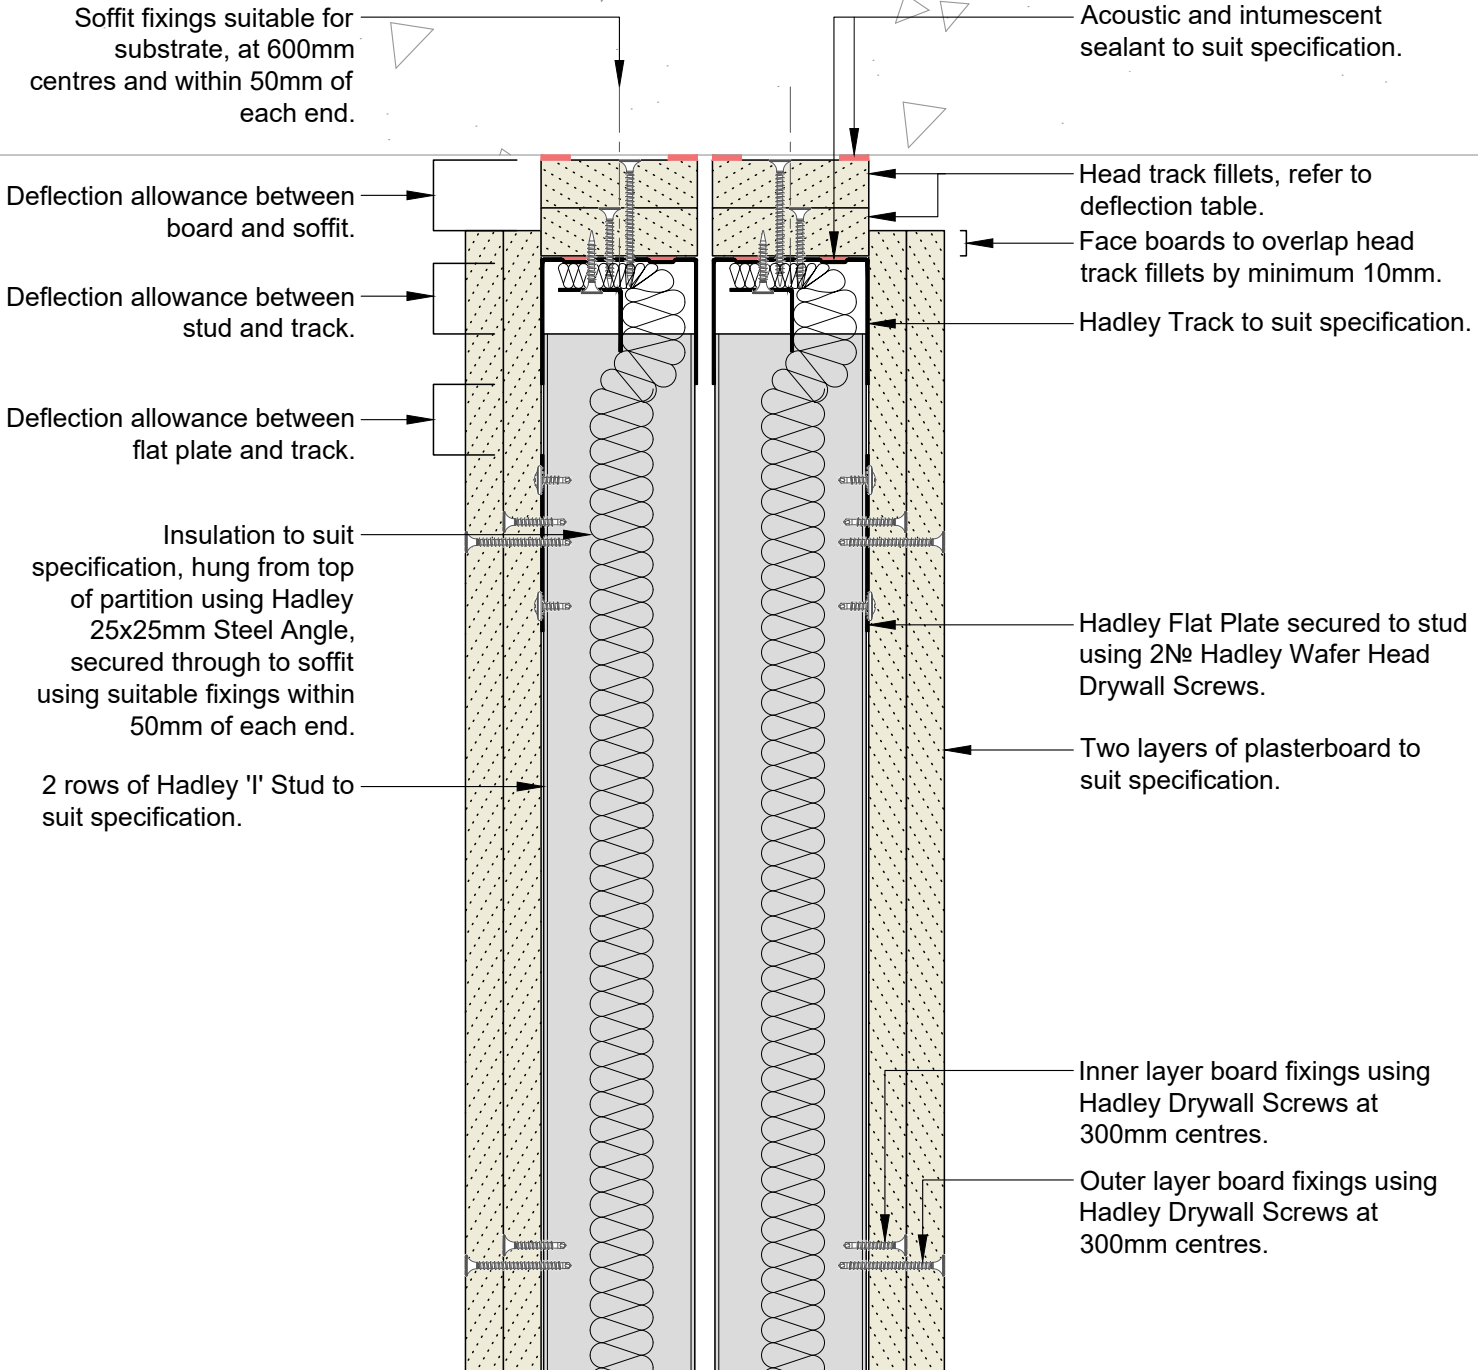 Soffit fixings suitable for
substrate, at 600mm
centres and within 50mm of
each end.
Deflection allowance between
board and soffit.
Deflection allowance between
stud and track.
Deflection allowance between
flat plate and track.
Insulation to suit
specification, hung from top
of partition using Hadley
25x25mm Steel Angle,
secured through to soffit
using suitable fixings within
50mm of each end.
2 rows of Hadley 'I' Stud to
suit specification.
Acoustic and intumescent
sealant to suit specification.
Head track fillets, refer to
deflection table.
Face boards to overlap head
track fillets by minimum 10mm.
Hadley Track to suit specification.
Hadley Flat Plate secured to stud
using 2№ Hadley Wafer Head
Drywall Screws.
Two layers of plasterboard to
suit specification.
Inner layer board fixings using
Hadley Drywall Screws at
300mm centres.
Outer layer board fixings using
Hadley Drywall Screws at
300mm centres.